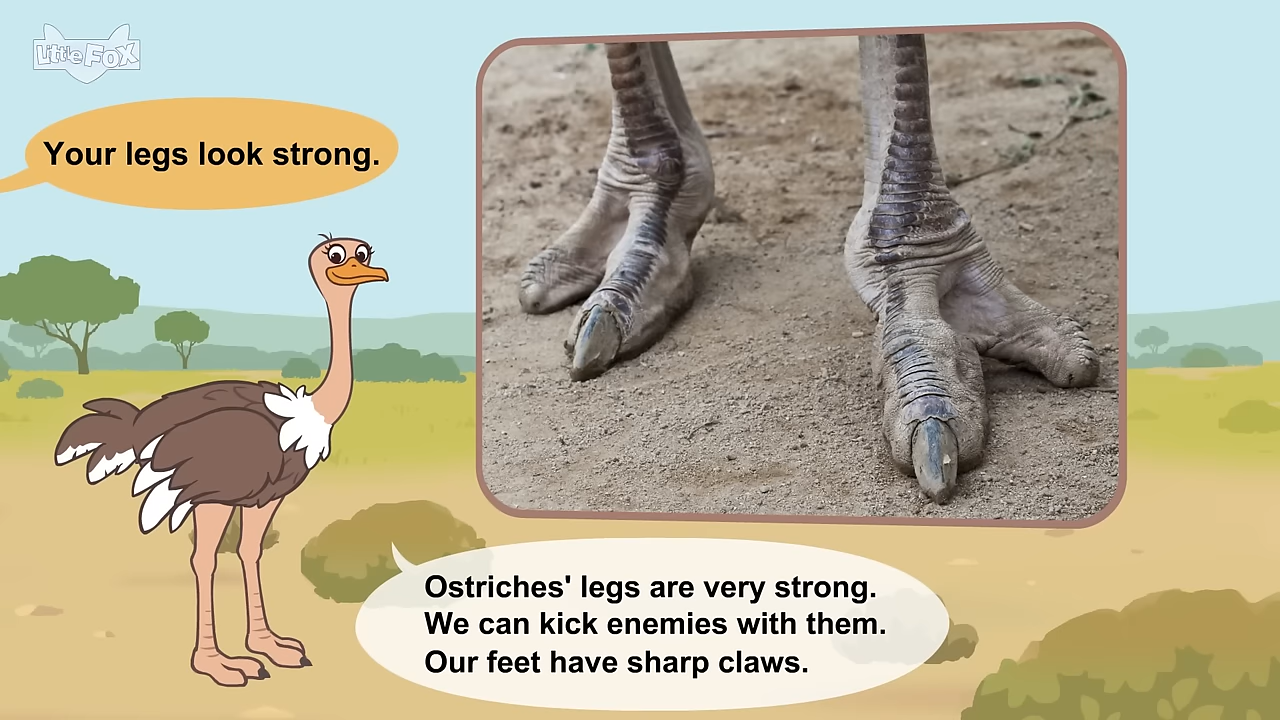 Little Fox
Your legs look strong.
Ostriches' legs are very strong.
We can kick enemies with them.
Our feet have sharp claws.